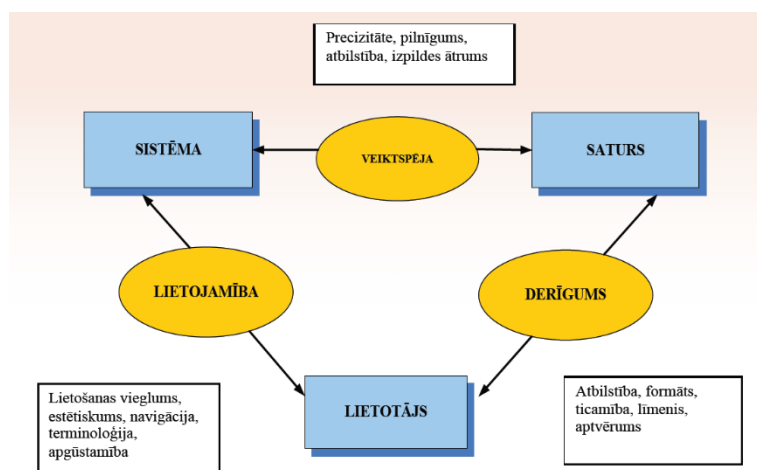 Precizitāte, pilnīgums,
atbilstība, izpildes ātrums
SISTĒMA
VEIKTSPĒJA
SATURS
LIETOJAMĪBA
DERĪGUMS
Lietošanas vieglums,
estētiskums, navigācija,
terminoloģija,
apgūstamība
LIETOTĀJS
Atbilstība, formāts,
ticamība, līmenis,
aptvērums